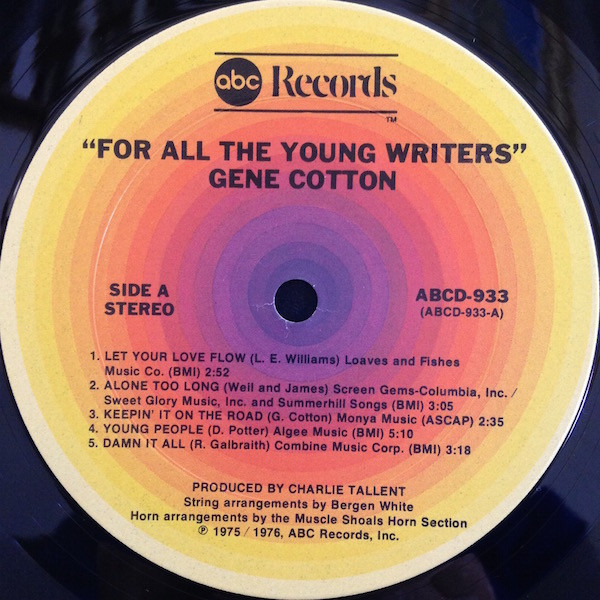 abc Records
TM
"FOR ALL THE YOUNG WRITERS"
GENE COTTON
SIDE A
STEREO
ABCD-933
(ABCD-933-A)
1. LET YOUR LOVE FLOW (L. E. Williams) Loaves and Fishes
Music Co. (BMI) 2:52
2. ALONE TOO LONG (Weil and James) Screen Gems-Columbia, Inc. /
Sweet Glory Music, Inc. and Summerhill Songs (BMI) 3:05
3. KEEPIN' IT ON THE ROAD (G. Cotton) Monya Music (ASCAP) 2:35
4. YOUNG PEOPLE (D. Potter) Algee Music (BMI) 5:10
5. DAMN IT ALL (R. Galbraith) Combine Music Corp. (BMI) 3:18
PRODUCED BY CHARLIE TALLENT
String arrangements by Bergen White
Horn arrangements by the Muscle Shoals Horn Section
℗ 1975 / 1976, ABC Records, Inc.